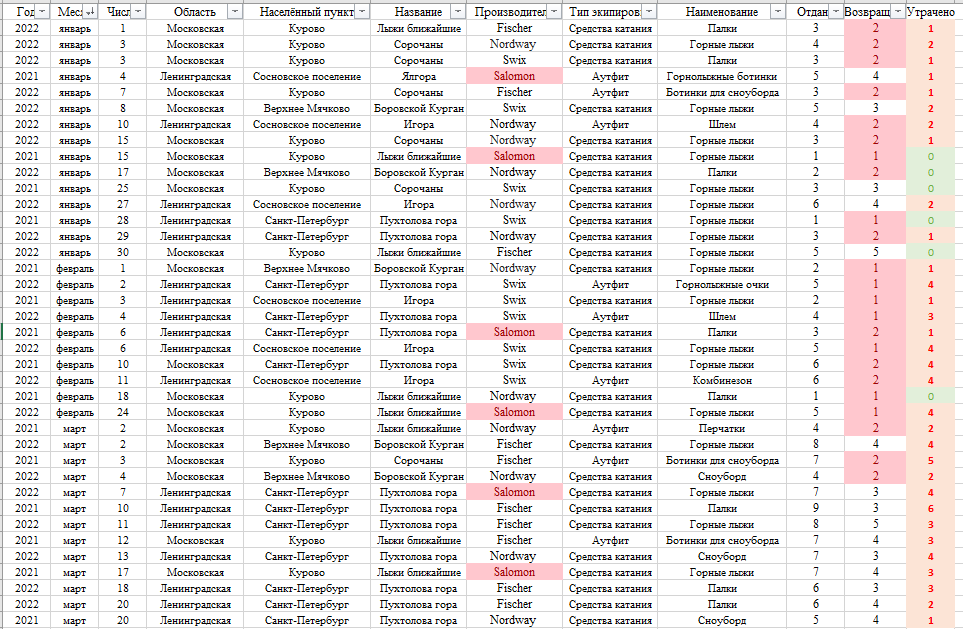 Год Мес Числ Область Населённый пункт Название Производител Тип экипиров Наименование Отдан Возвращ Утрачено
2022 январь 1 Московская Курово Лыжи ближайшие Fischer Средства катания Палки 3 2 1
2022 январь 3 Московская Курово Сорочаны Nordway Средства катания Горные лыжи 4 2 2
2022 январь 3 Московская Курово Сорочаны Swix Средства катания Палки 3 2 1
2021 январь 4 Ленинградская Сосновское поселение Ялгора Salomon Аутфит Горнолыжные ботинки 5 4 1
2022 январь 7 Московская Курово Сорочаны Fischer Аутфит Ботинки для сноуборда 3 2 1
2022 январь 8 Московская Верхнее Мячково Боровской Курган Swix Средства катания Горные лыжи 5 3 2
2022 январь 10 Ленинградская Сосновское поселение Игора Nordway Аутфит Шлем 4 2 2
2022 январь 15 Московская Курово Сорочаны Nordway Средства катания Горные лыжи 3 2 1
2021 январь 15 Московская Курово Лыжи ближайшие Salomon Средства катания Горные лыжи 1 1 0
2022 январь 17 Московская Верхнее Мячково Боровской Курган Nordway Средства катания Палки 2 2 0
2021 январь 25 Московская Курово Сорочаны Swix Средства катания Горные лыжи 3 3 0
2022 январь 27 Ленинградская Сосновское поселение Игора Nordway Средства катания Горные лыжи 6 4 2
2021 январь 28 Ленинградская Санкт-Петербург Пухтолова гора Swix Средства катания Горные лыжи 1 1 0
2022 январь 29 Ленинградская Санкт-Петербург Пухтолова гора Nordway Средства катания Горные лыжи 3 2 1
2022 январь 30 Московская Курово Лыжи ближайшие Fischer Средства катания Горные лыжи 5 5 0
2021 февраль 1 Московская Верхнее Мячково Боровской Курган Nordway Средства катания Горные лыжи 2 1 1
2022 февраль 2 Ленинградская Санкт-Петербург Пухтолова гора Swix Аутфит Горнолыжные очки 5 1 4
2021 февраль 3 Ленинградская Сосновское поселение Игора Swix Средства катания Горные лыжи 2 1 1
2022 февраль 4 Ленинградская Санкт-Петербург Пухтолова гора Swix Аутфит Шлем 4 1 3
2021 февраль 6 Ленинградская Санкт-Петербург Пухтолова гора Salomon Средства катания Палки 3 2 1
2022 февраль 6 Ленинградская Сосновское поселение Игора Swix Средства катания Горные лыжи 5 1 4
2021 февраль 10 Московская Санкт-Петербург Пухтолова гора Swix Средства катания Горные лыжи 6 2 4
2022 февраль 11 Ленинградская Сосновское поселение Игора Swix Аутфит Комбинезон 6 2 4
2021 февраль 18 Московская Курово Лыжи ближайшие Nordway Средства катания Палки 1 1 0
2022 февраль 24 Московская Курово Лыжи ближайшие Salomon Средства катания Горные лыжи 5 1 4
2021 март 2 Московская Курово Лыжи ближайшие Nordway Аутфит Перчатки 4 2 2
2022 март 2 Московская Верхнее Мячково Боровской Курган Fischer Средства катания Горные лыжи 8 4 4
2021 март 3 Московская Курово Сорочаны Fischer Аутфит Ботинки для сноуборда 7 2 5
2022 март 4 Московская Верхнее Мячково Боровской Курган Nordway Средства катания Сноуборд 4 2 2
2022 март 7 Ленинградская Санкт-Петербург Пухтолова гора Salomon Средства катания Горные лыжи 7 3 4
2021 март 10 Ленинградская Санкт-Петербург Пухтолова гора Fischer Средства катания Палки 9 3 6
2022 март 11 Ленинградская Санкт-Петербург Пухтолова гора Fischer Средства катания Горные лыжи 8 5 3
2021 март 12 Московская Курово Лыжи ближайшие Fischer Аутфит Ботинки для сноуборда 7 4 3
2022 март 13 Ленинградская Санкт-Петербург Пухтолова гора Nordway Средства катания Сноуборд 7 3 4
2021 март 17 Московская Курово Лыжи ближайшие Salomon Средства катания Горные лыжи 7 4 3
2022 март 18 Ленинградская Санкт-Петербург Пухтолова гора Fischer Средства катания Палки 6 3 3
2022 март 20 Ленинградская Санкт-Петербург Пухтолова гора Fischer Средства катания Палки 6 4 2
2021 март 20 Ленинградская Санкт-Петербург Пухтолова гора Nordway Средства катания Сноуборд 5 4 1